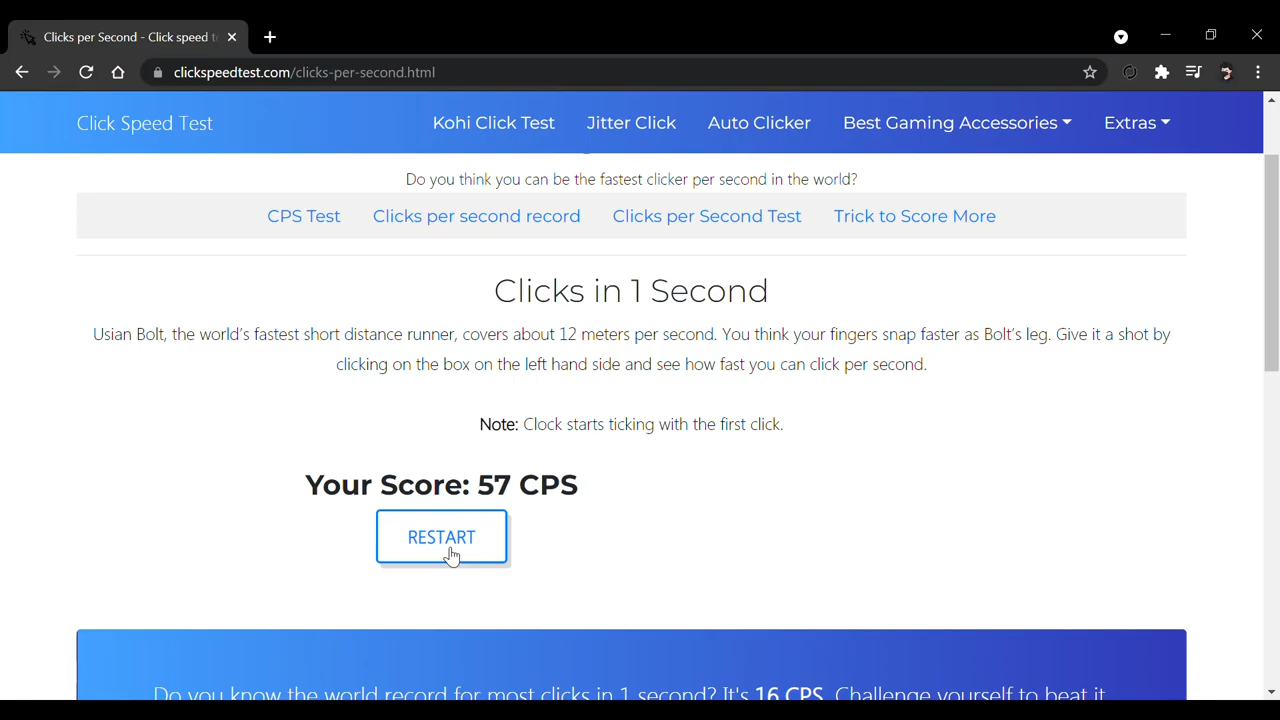 Clicks per Second - Click speed t
clickspeedtest.com/clicks-per-second.html
Click Speed Test
Kohi Click Test
Jitter Click
Auto Clicker
Best Gaming Accessories
Extras
Do you think you can be the fastest clicker per second in the world?
CPS Test
Clicks per second record
Clicks per Second Test
Trick to Score More
Clicks in 1 Second
Usian Bolt, the world's fastest short distance runner, covers about 12 meters per second. You think your fingers snap faster as Bolt's leg. Give it a shot by
clicking on the box on the left hand side and see how fast you can click per second.
Note: Clock starts ticking with the first click.
Your Score: 57 CPS
RESTART
Do you know the world record for most clicks in 1 second? It's 16 CPS. Challenge yourself to beat it